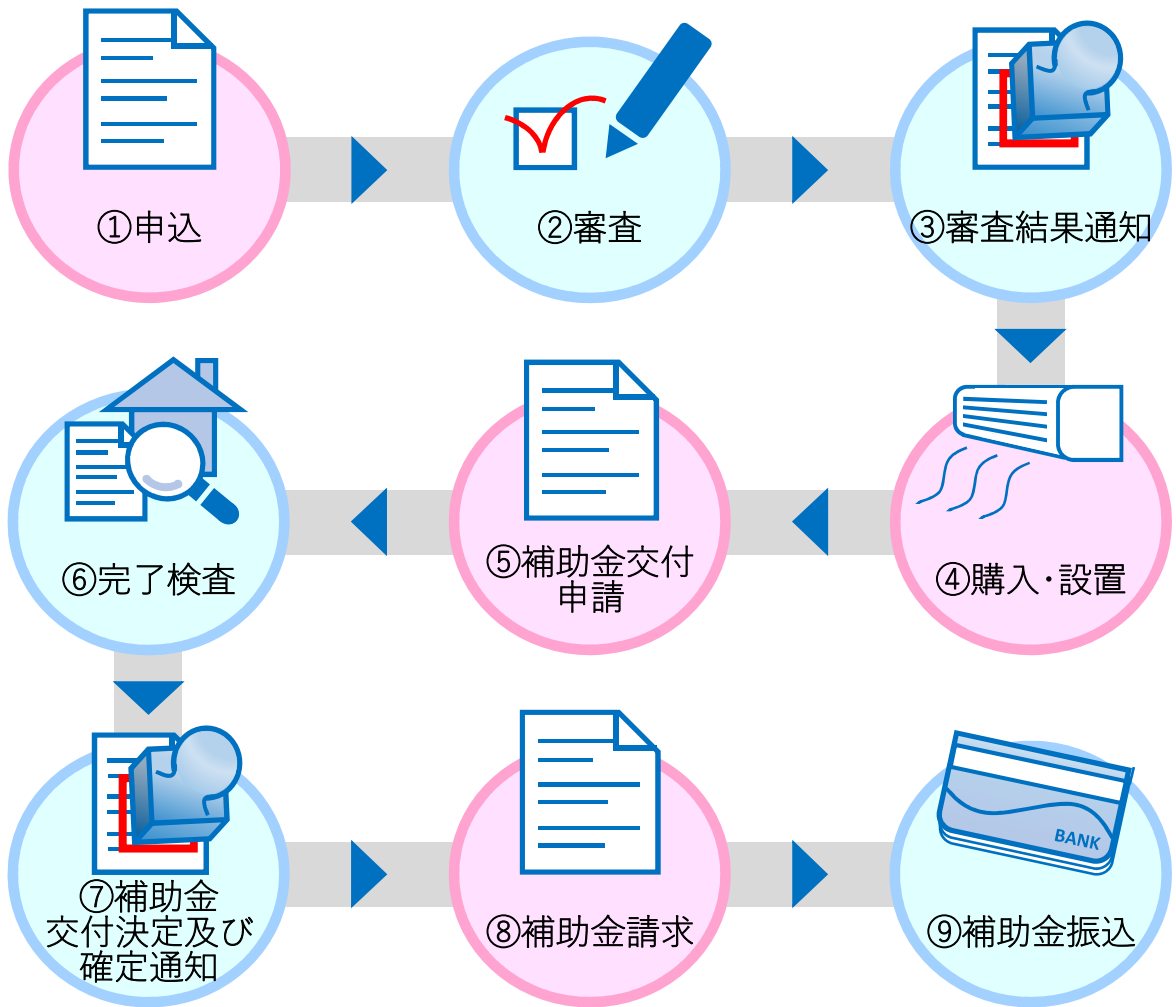 ①申込
②審査
③審査結果通知
④購入・設置
⑤補助金交付
申請
⑥完了検査
⑦補助金
交付決定及び
確定通知
⑧補助金請求
BANK
⑨補助金振込